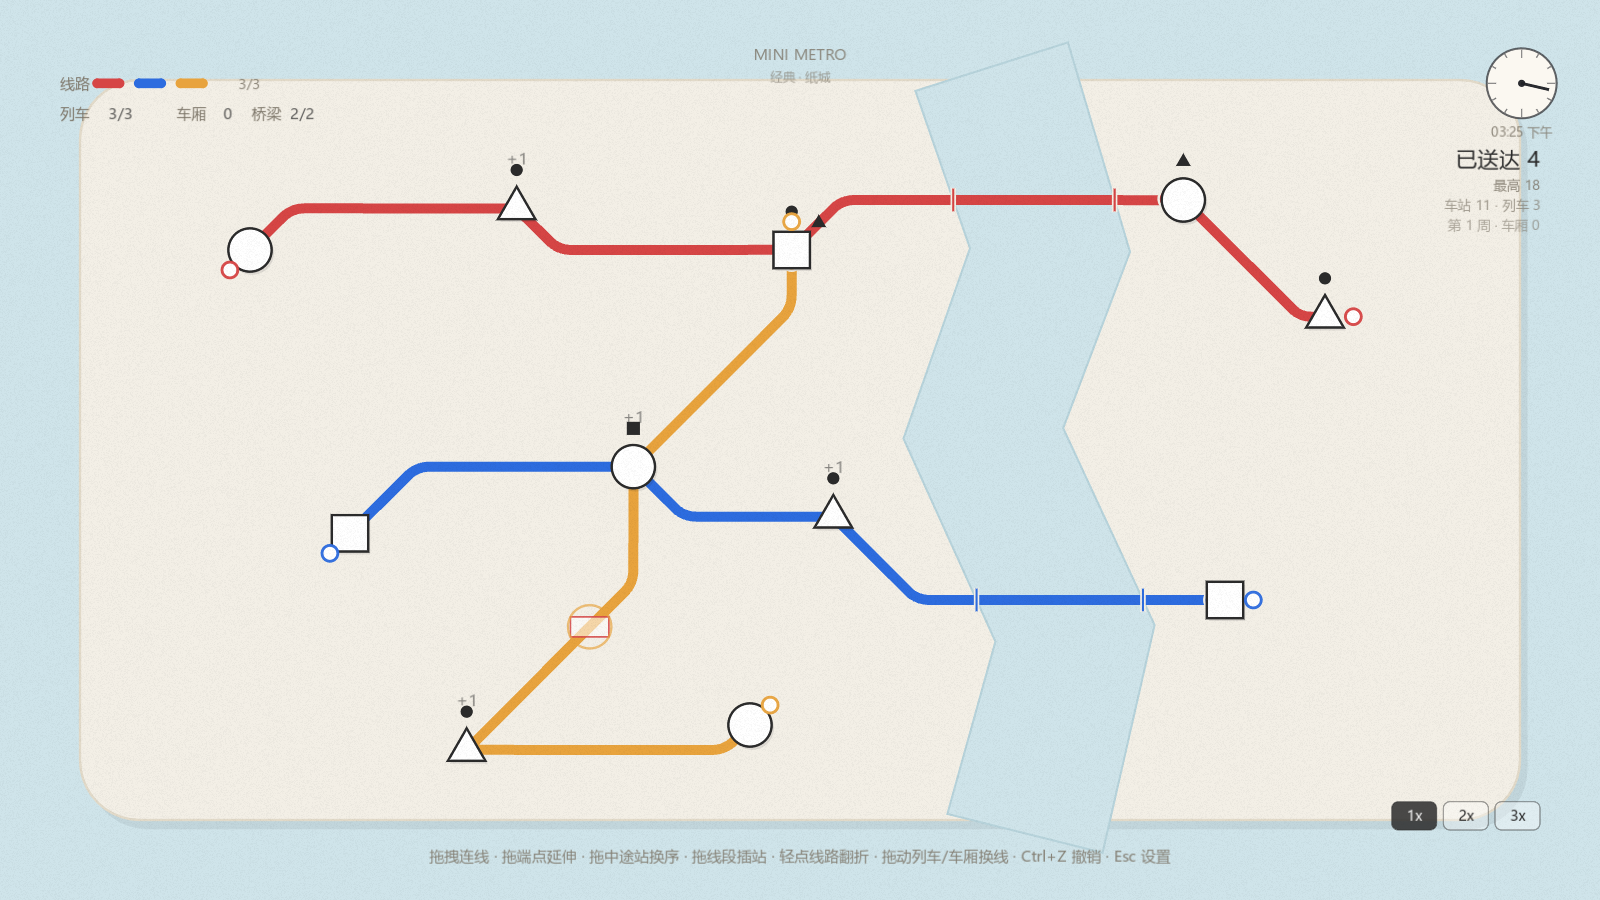 MINI METRO
经典 · 纸城
线路 3/3
列车 3/3 车厢 0 桥梁 2/2
03:25 下午
已送达 4
最高 18
车站 11 · 列车 3
第 1 周 · 车厢 0
+1
+1
+1
+1
1x 2x 3x
拖拽连线 · 拖端点延伸 · 拖中途站换序 · 拖线段插站 · 轻点线路翻折 · 拖动列车/车厢换线 · Ctrl+Z 撤销 · Esc 设置